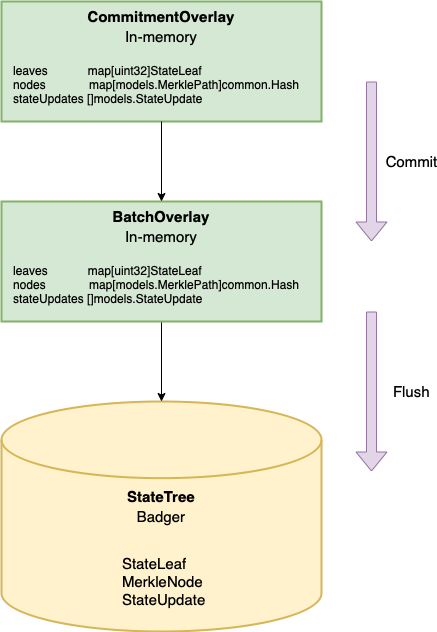 CommitmentOverlay
In-memory
leaves map[uint32]StateLeaf
nodes map[models.MerklePath]common.Hash
stateUpdates []models.StateUpdate
Commit
BatchOverlay
In-memory
leaves map[uint32]StateLeaf
nodes map[models.MerklePath]common.Hash
stateUpdates []models.StateUpdate
Flush
StateTree
Badger
StateLeaf
MerkleNode
StateUpdate